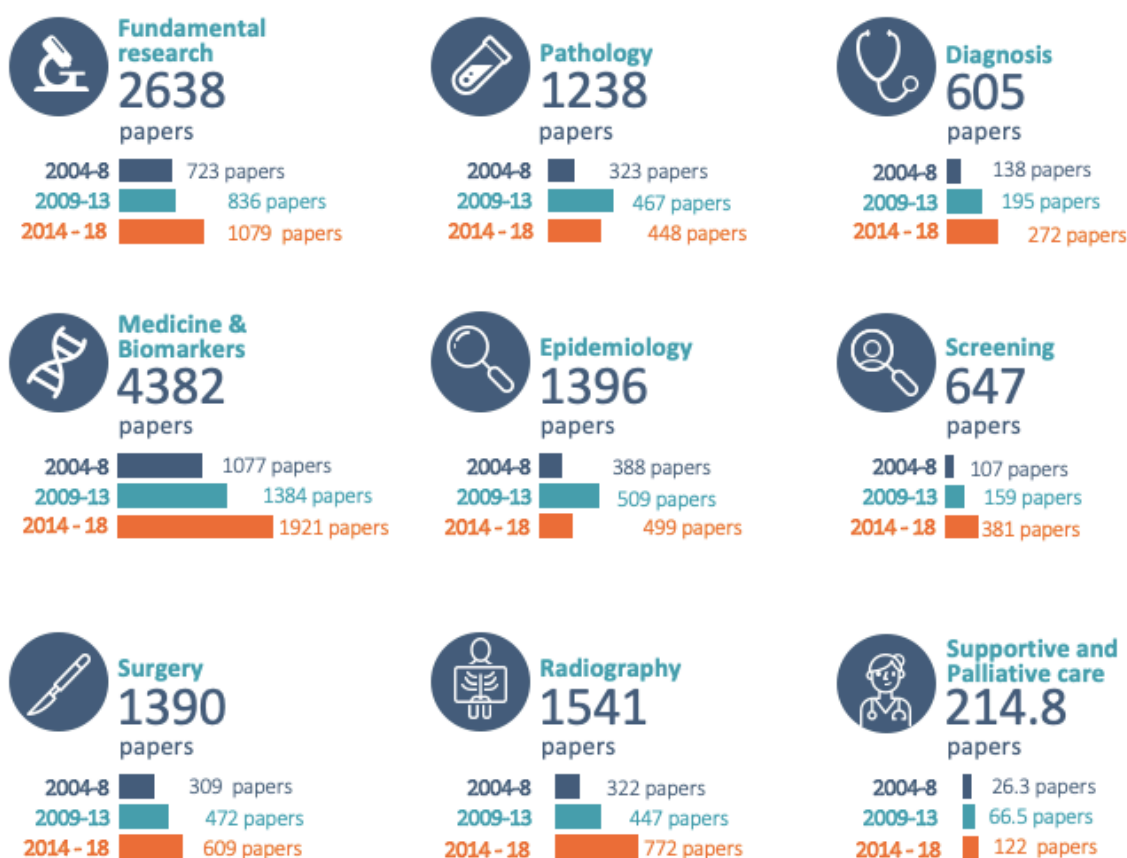 Fundamental
research
2638
papers
2004-8 723 papers
2009-13 836 papers
2014 - 18 1079 papers
Pathology
1238
papers
2004-8 323 papers
2009-13 467 papers
2014 - 18 448 papers
Diagnosis
605
papers
2004-8 138 papers
2009-13 195 papers
2014 - 18 272 papers
Medicine &
Biomarkers
4382
papers
2004-8 1077 papers
2009-13 1384 papers
2014 - 18 1921 papers
Epidemiology
1396
papers
2004-8 388 papers
2009-13 509 papers
2014 - 18 499 papers
Screening
647
papers
2004-8 107 papers
2009-13 159 papers
2014 - 18 381 papers
Surgery
1390
papers
2004-8 309 papers
2009-13 472 papers
2014 - 18 609 papers
Radiography
1541
papers
2004-8 322 papers
2009-13 447 papers
2014 - 18 772 papers
Supportive and
Palliative care
214.8
papers
2004-8 26.3 papers
2009-13 66.5 papers
2014 - 18 122 papers